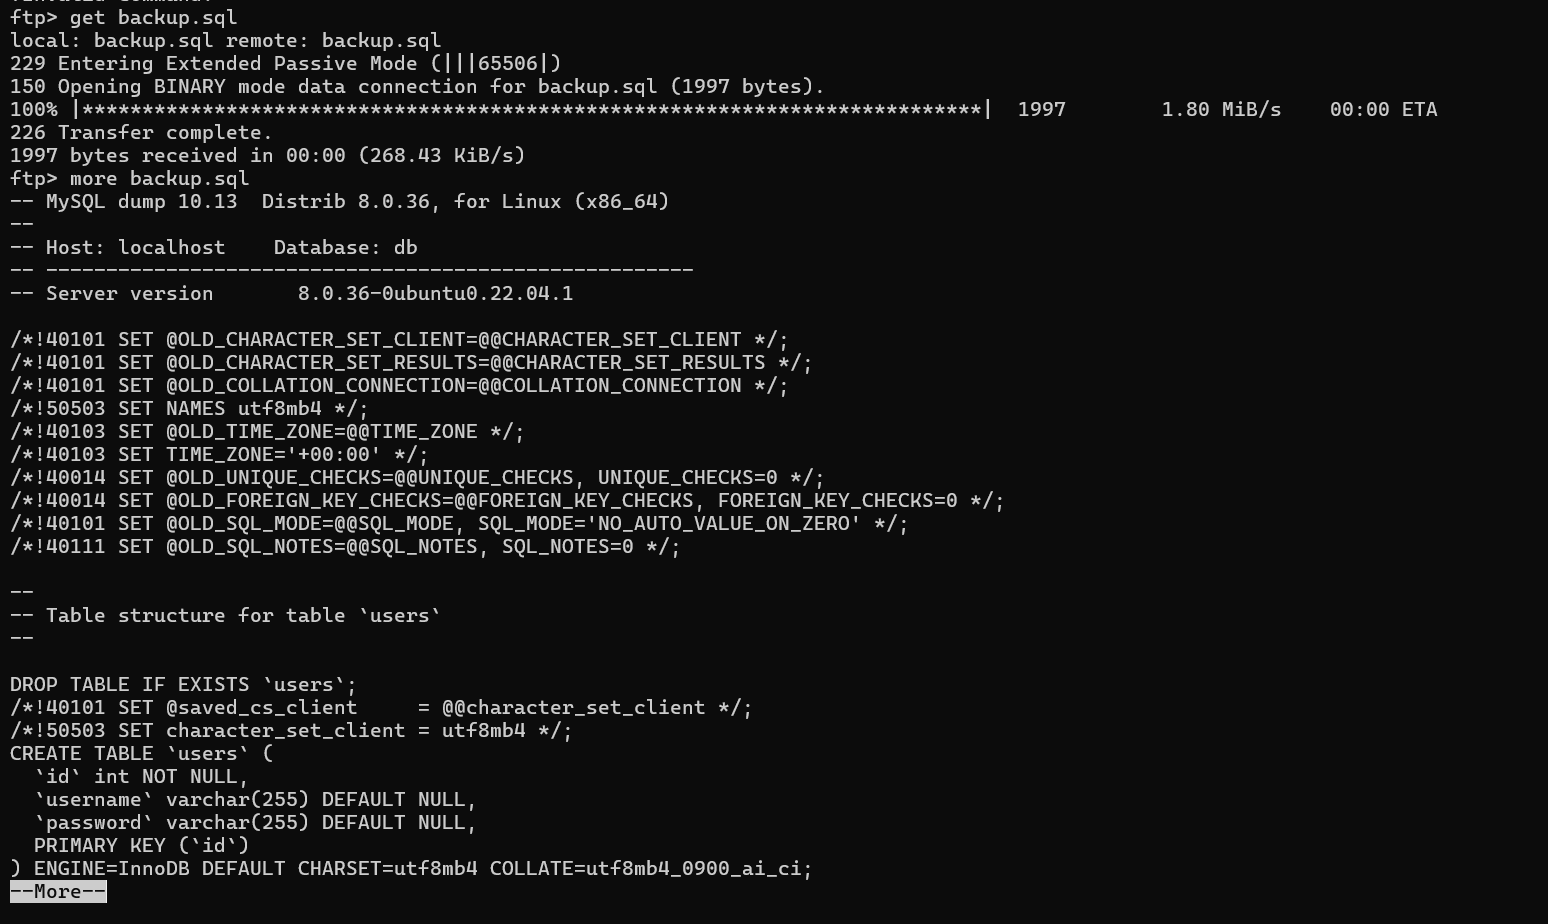 ftp> get backup.sql
local: backup.sql remote: backup.sql
229 Entering Extended Passive Mode (|||65506|)
150 Opening BINARY mode data connection for backup.sql (1997 bytes).
100% |***************************************************************************|  1997        1.80 MiB/s    00:00 ETA
226 Transfer complete.
1997 bytes received in 00:00 (268.43 KiB/s)
ftp> more backup.sql
-- MySQL dump 10.13  Distrib 8.0.36, for Linux (x86_64)
--
-- Host: localhost    Database: db
-- ------------------------------------------------------
-- Server version       8.0.36-0ubuntu0.22.04.1

/*!40101 SET @OLD_CHARACTER_SET_CLIENT=@@CHARACTER_SET_CLIENT */;
/*!40101 SET @OLD_CHARACTER_SET_RESULTS=@@CHARACTER_SET_RESULTS */;
/*!40101 SET @OLD_COLLATION_CONNECTION=@@COLLATION_CONNECTION */;
/*!50503 SET NAMES utf8mb4 */;
/*!40103 SET @OLD_TIME_ZONE=@@TIME_ZONE */;
/*!40103 SET TIME_ZONE='+00:00' */;
/*!40014 SET @OLD_UNIQUE_CHECKS=@@UNIQUE_CHECKS, UNIQUE_CHECKS=0 */;
/*!40014 SET @OLD_FOREIGN_KEY_CHECKS=@@FOREIGN_KEY_CHECKS, FOREIGN_KEY_CHECKS=0 */;
/*!40101 SET @OLD_SQL_MODE=@@SQL_MODE, SQL_MODE='NO_AUTO_VALUE_ON_ZERO' */;
/*!40111 SET @OLD_SQL_NOTES=@@SQL_NOTES, SQL_NOTES=0 */;

--
-- Table structure for table `users`
--

DROP TABLE IF EXISTS `users`;
/*!40101 SET @saved_cs_client     = @@character_set_client */;
/*!50503 SET character_set_client = utf8mb4 */;
CREATE TABLE `users` (
  `id` int NOT NULL,
  `username` varchar(255) DEFAULT NULL,
  `password` varchar(255) DEFAULT NULL,
  PRIMARY KEY (`id`)
) ENGINE=InnoDB DEFAULT CHARSET=utf8mb4 COLLATE=utf8mb4_0900_ai_ci;
--More--